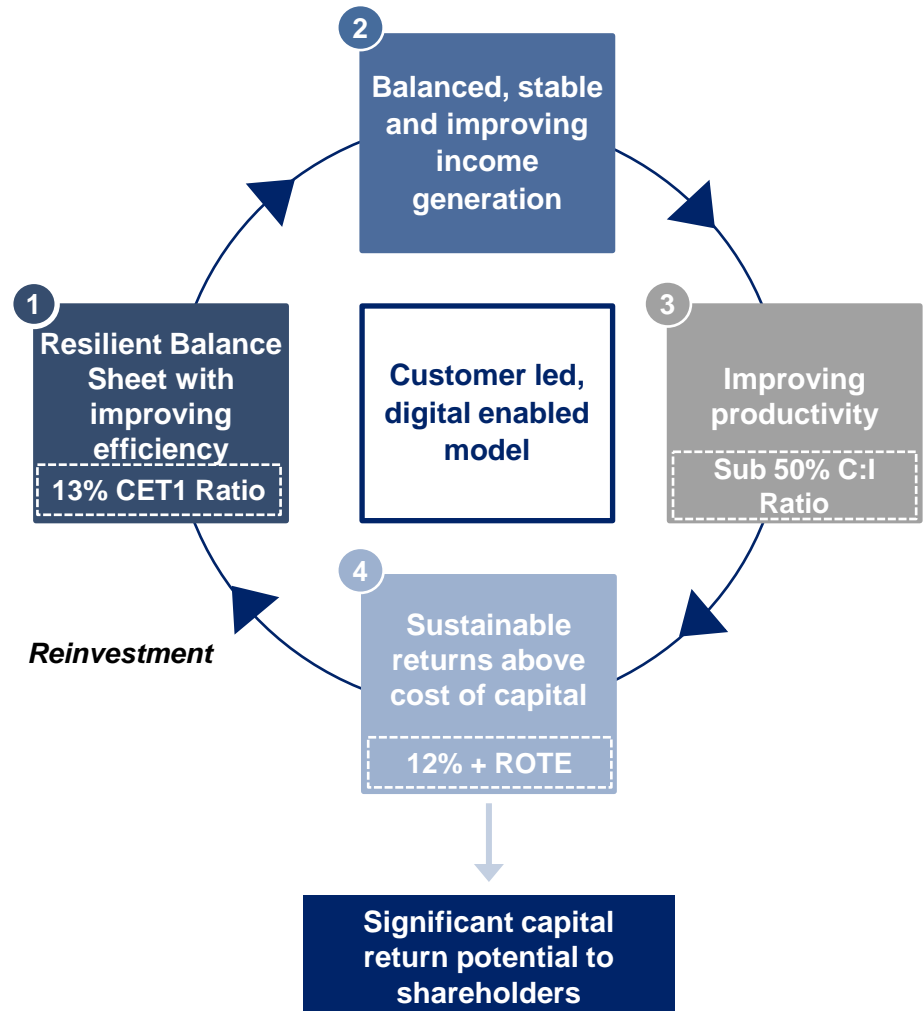 2
Balanced, stable
and improving
income
generation
1
Resilient Balance
Sheet with
improving
efficiency
13% CET1 Ratio
Customer led,
digital enabled
model
3
Improving
productivity
Sub 50% C:I
Ratio
4
Sustainable
returns above
cost of capital
12% + ROTE
Reinvestment
Significant capital
return potential to
shareholders